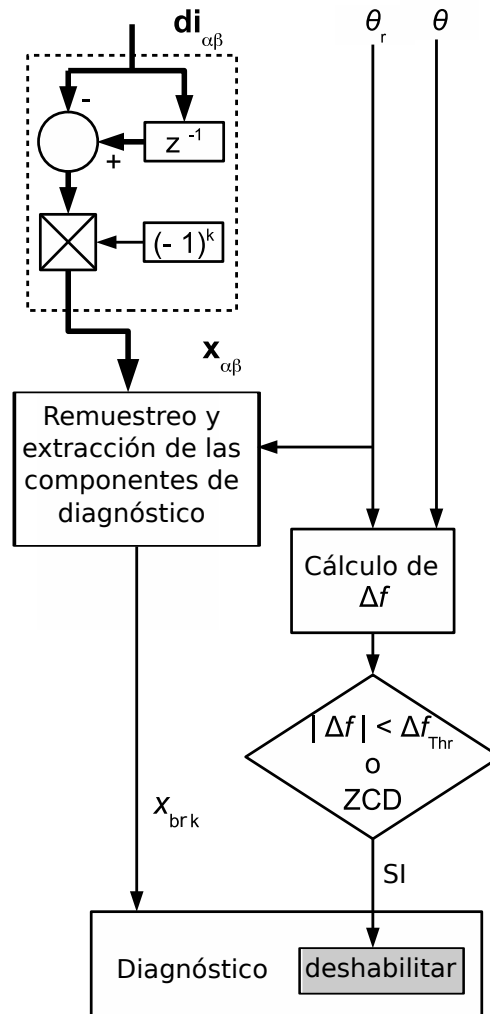 di αβ
θ r
θ
-
+
z -1
(- 1) k
x αβ
Remuestreo y
extracción de las
componentes de
diagnóstico
Cálculo de
Δf
| Δf | < Δf Thr
o
ZCD
x brk
SI
Diagnóstico
deshabilitar